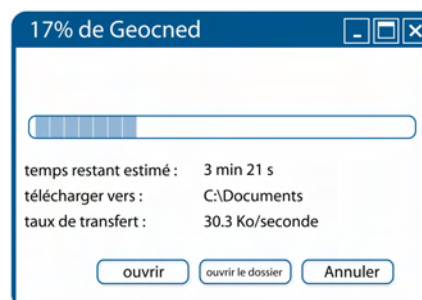 17% de Geocned
temps restant estimé : 3 min 21 s
télécharger vers : C:\Documents
taux de transfert : 30.3 Ko/seconde
ouvrir ouvrir le dossier Annuler